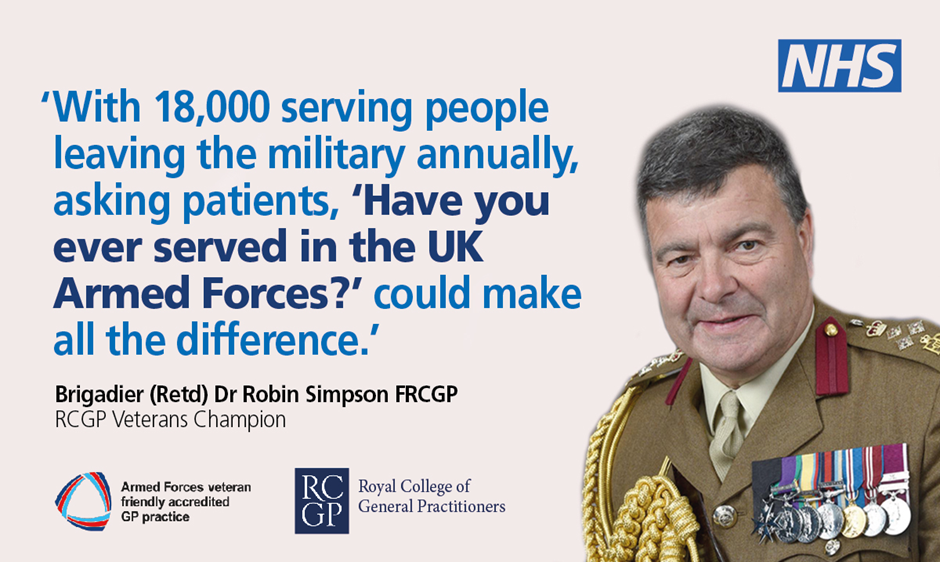 NHS
‘With 18,000 serving people
leaving the military annually,
asking patients, ‘Have you
ever served in the UK
Armed Forces?’ could make
all the difference.’
Brigadier (Retd) Dr Robin Simpson FRCGP
RCGP Veterans Champion
Armed Forces veteran
friendly accredited
GP practice
RC
GP
Royal College of
General Practitioners